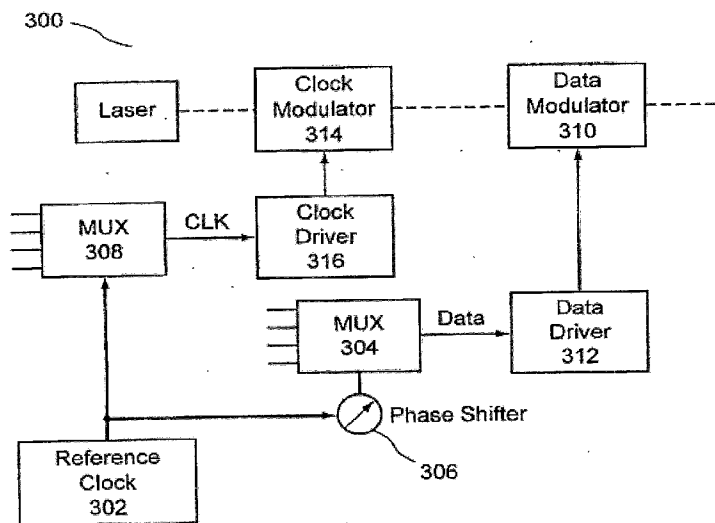 300
Laser
Clock
Modulator
314
Data
Modulator
310
MUX
308
CLK
Clock
Driver
316
MUX
304
Data
Data
Driver
312
Phase Shifter
306
Reference
Clock
302